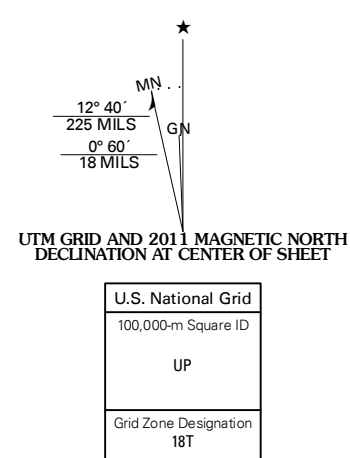 ★
MN
12° 40´
225 MILS
GN
0° 60´
18 MILS
UTM GRID AND 2011 MAGNETIC NORTH
DECLINATION AT CENTER OF SHEET
U.S. National Grid
100,000-m Square ID
UP
Grid Zone Designation
18T